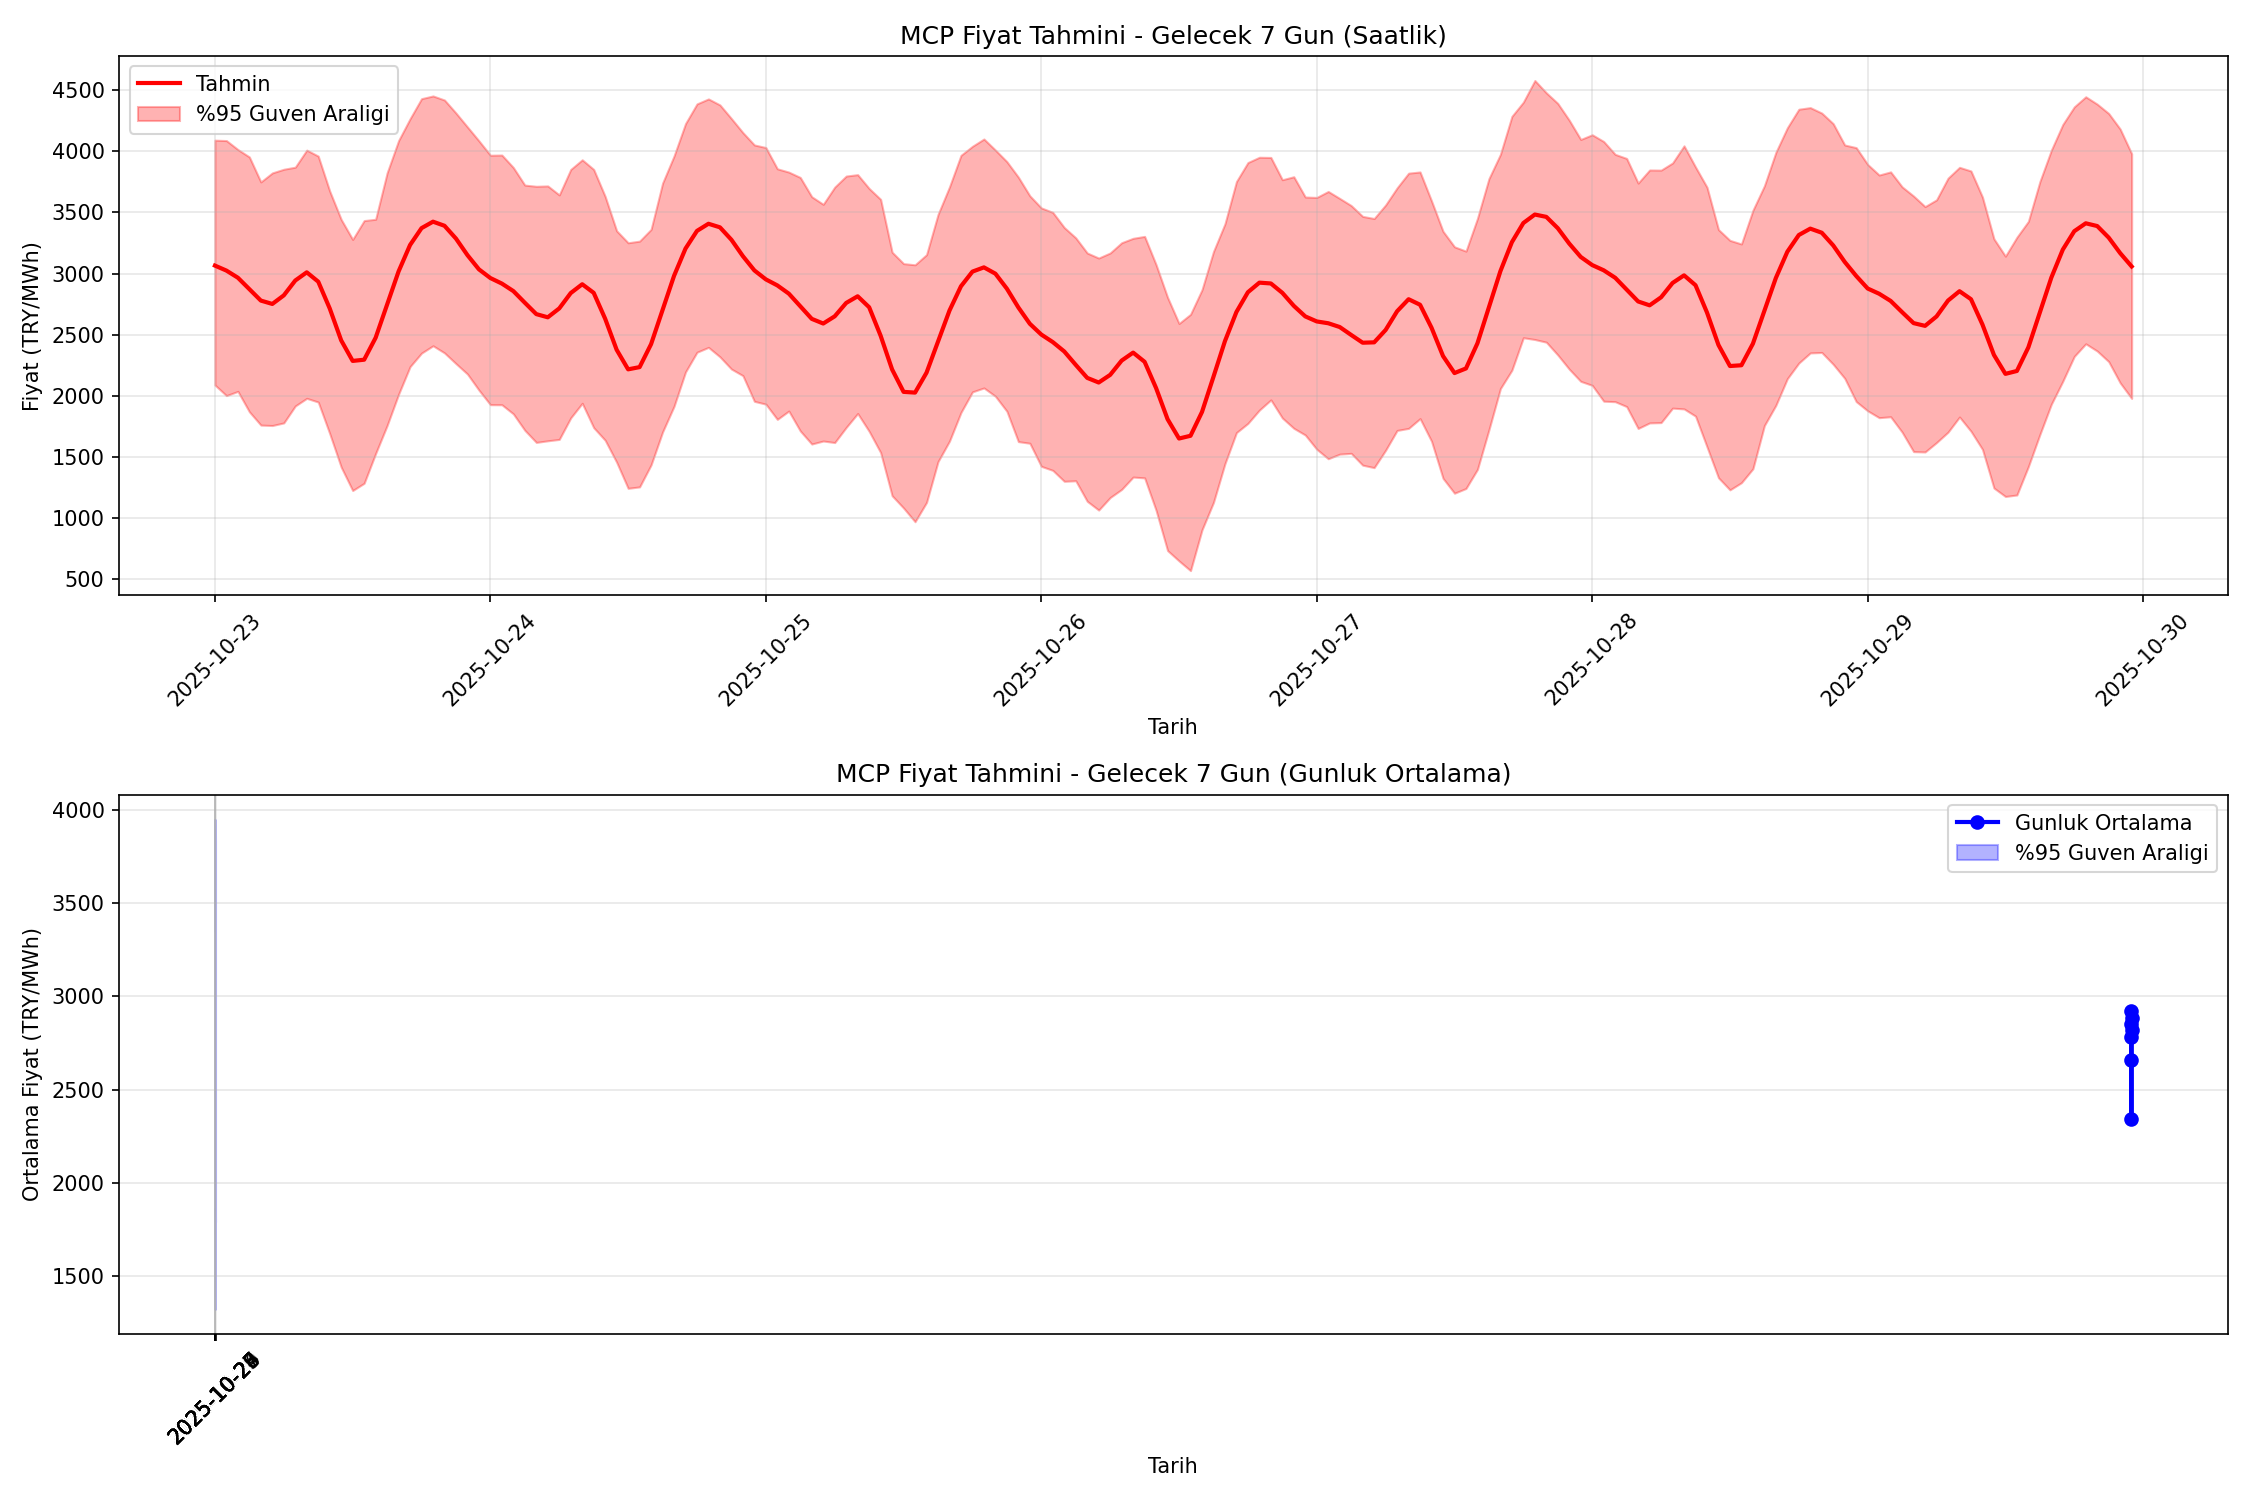 MCP Fiyat Tahmini - Gelecek 7 Gun (Saatlik)
Tahmin
%95 Guven Araligi
Fiyat (TRY/MWh)
4500
4000
3500
3000
2500
2000
1500
1000
500
2025-10-23
2025-10-24
2025-10-25
2025-10-26
2025-10-27
2025-10-28
2025-10-29
2025-10-30
Tarih
MCP Fiyat Tahmini - Gelecek 7 Gun (Gunluk Ortalama)
Gunluk Ortalama
%95 Guven Araligi
Ortalama Fiyat (TRY/MWh)
4000
3500
3000
2500
2000
1500
Tarih